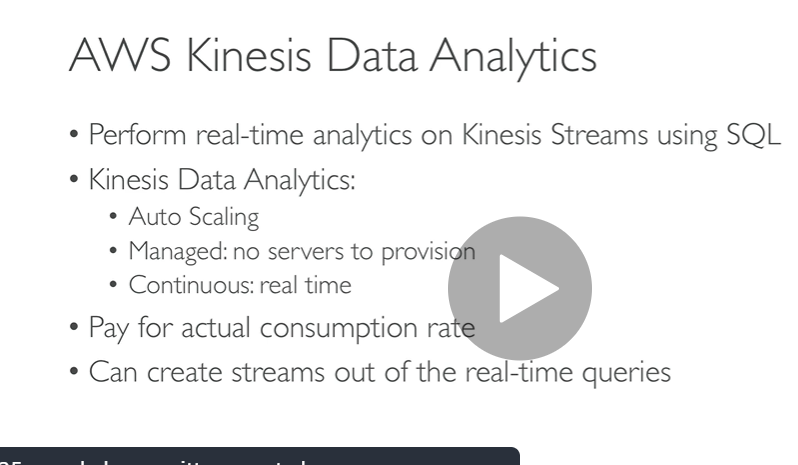 AWS Kinesis Data Analytics
• Perform real-time analytics on Kinesis Streams using SQL
• Kinesis Data Analytics:
• Auto Scaling
• Managed: no servers to provision
• Continuous: real time
• Pay for actual consumption rate
• Can create streams out of the real-time queries